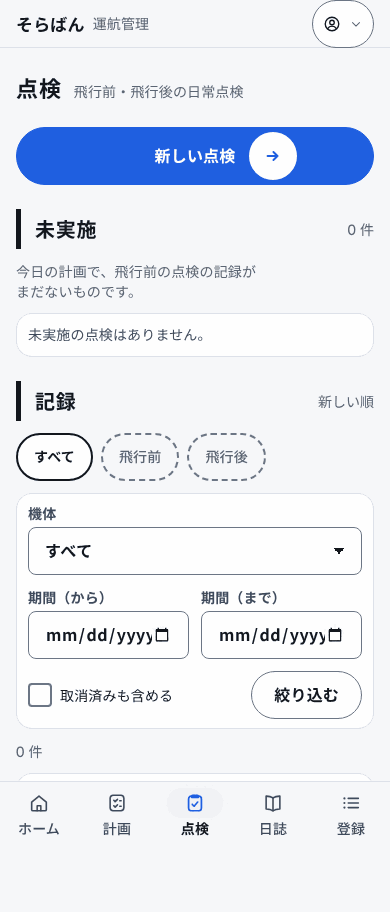 そらばん 運航管理
点検 飛行前・飛行後の日常点検
新しい点検
未実施 0 件
今日の計画で、飛行前の点検の記録が
まだないものです。
未実施の点検はありません。
記録 新しい順
すべて 飛行前 飛行後
機体
すべて
期間（から） 期間（まで）
mm/dd/yyyy mm/dd/yyyy
取消済みも含める 絞り込む
0 件
ホーム 計画 点検 日誌 登録